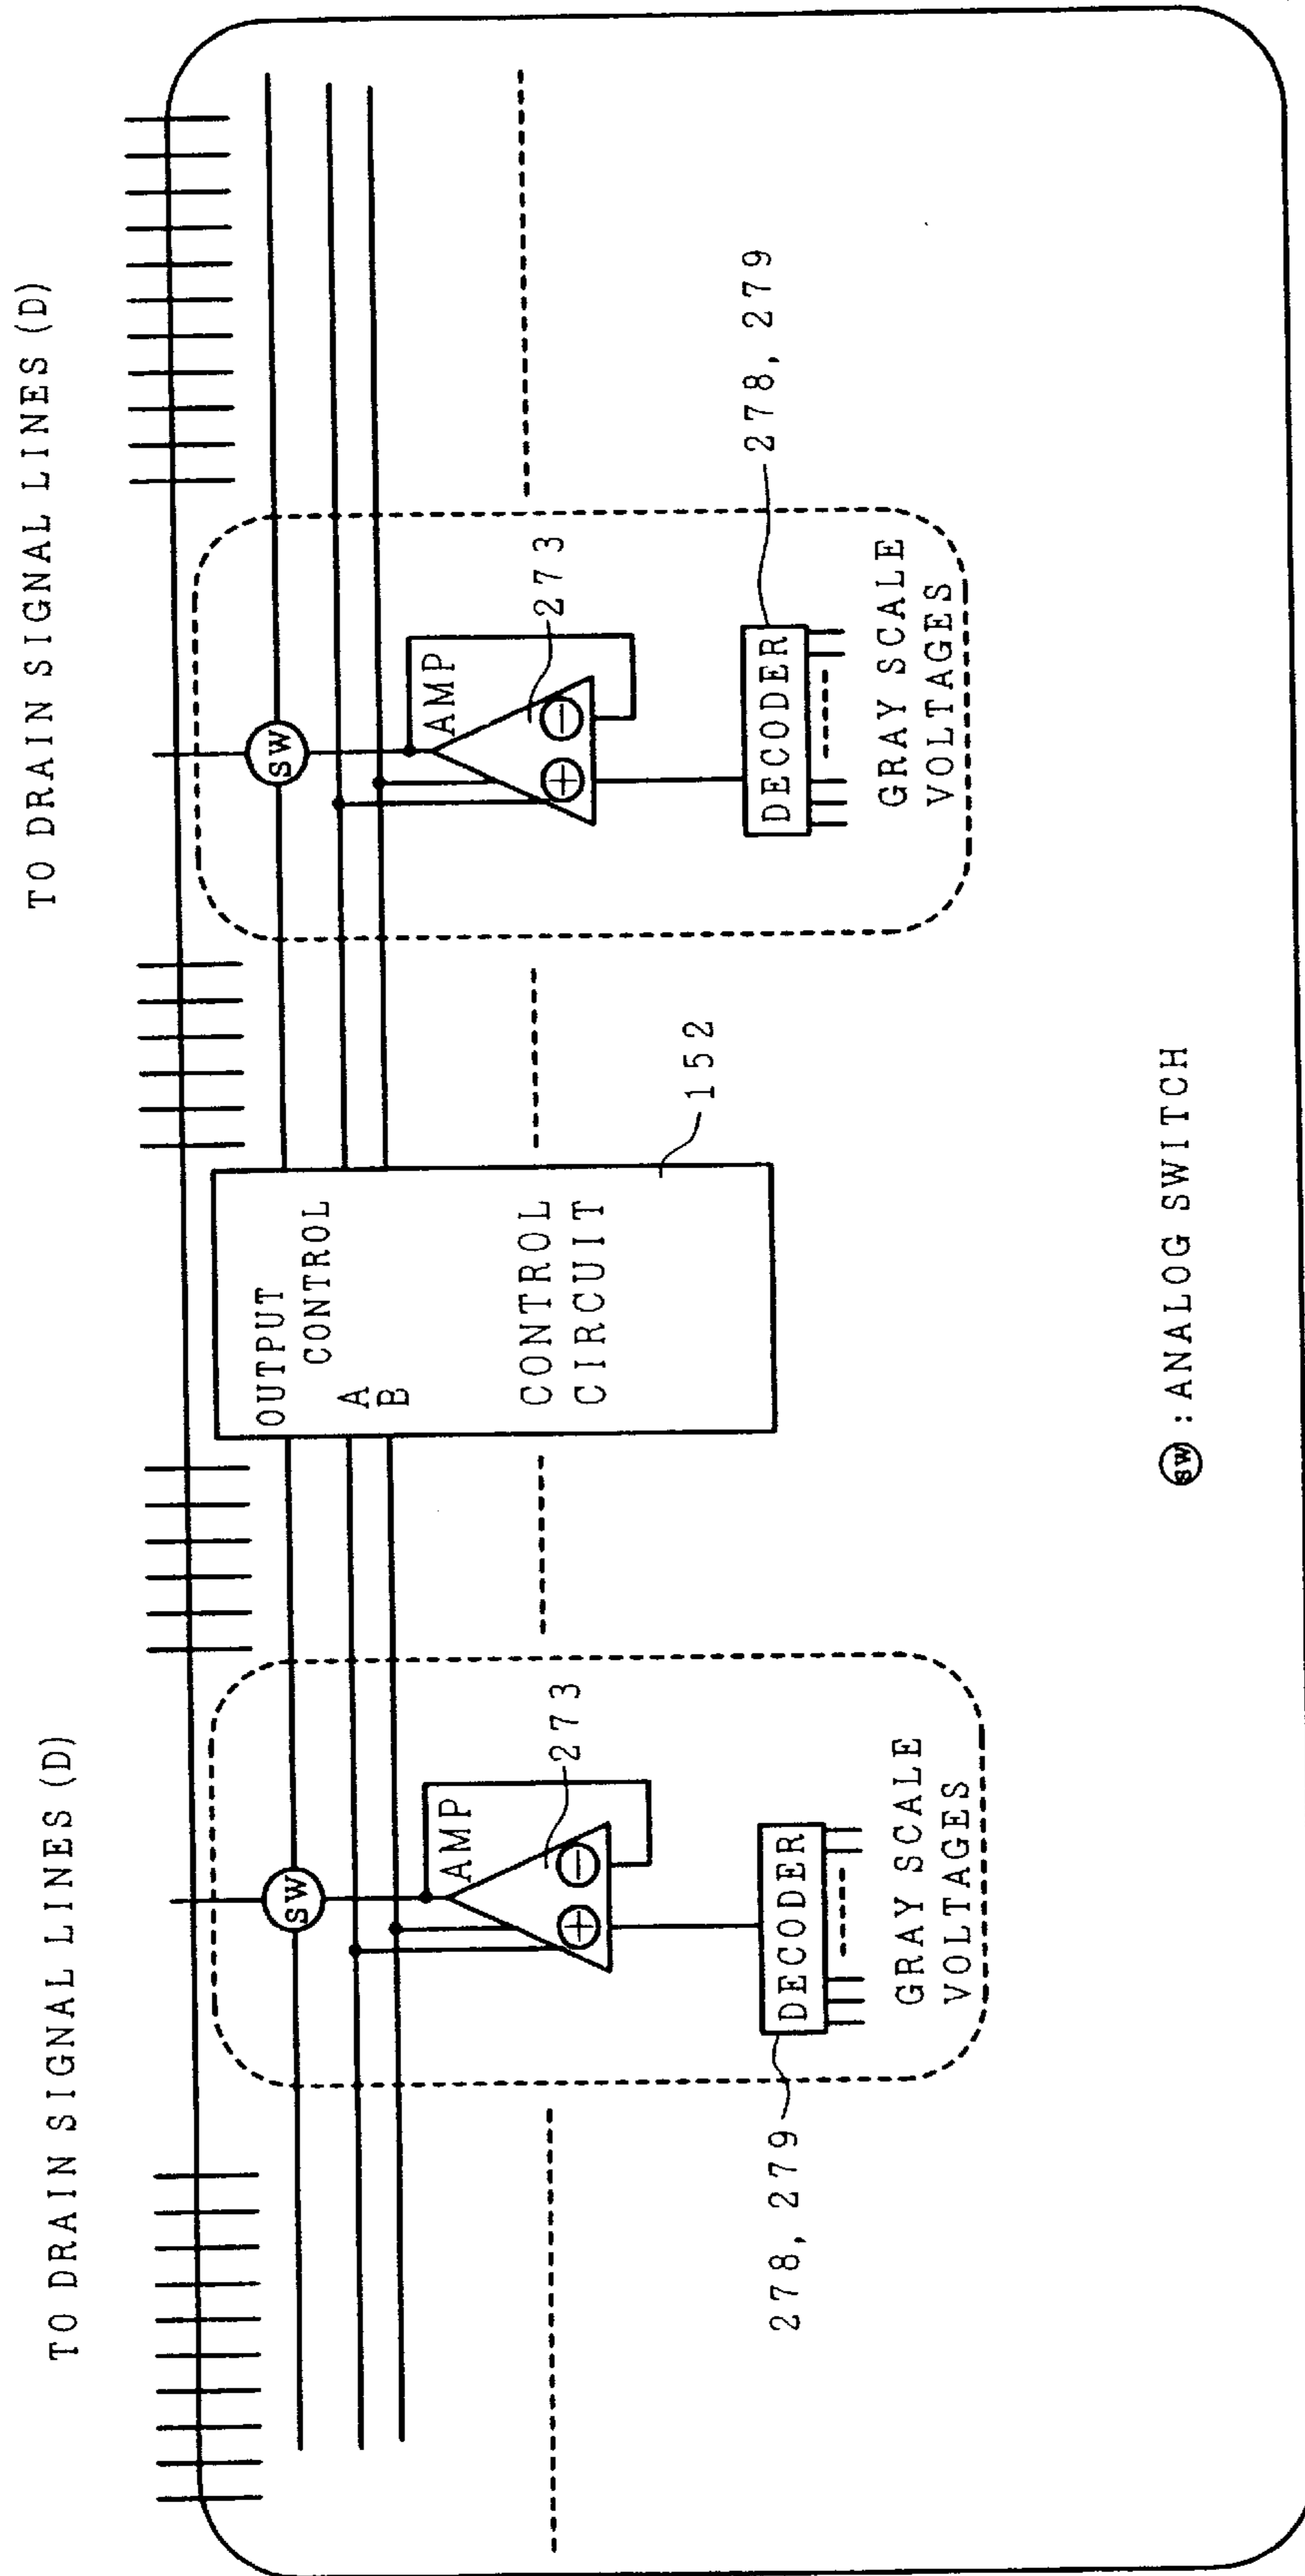 TO DRAIN SIGNAL LINES (D)
TO DRAIN SIGNAL LINES (D)
SW
AMP
+
−
273
DECODER
278, 279
GRAY SCALE
VOLTAGES
OUTPUT
CONTROL
A
B
CONTROL
CIRCUIT
152
SW
AMP
+
−
273
DECODER
278, 279
GRAY SCALE
VOLTAGES
SW : ANALOG SWITCH